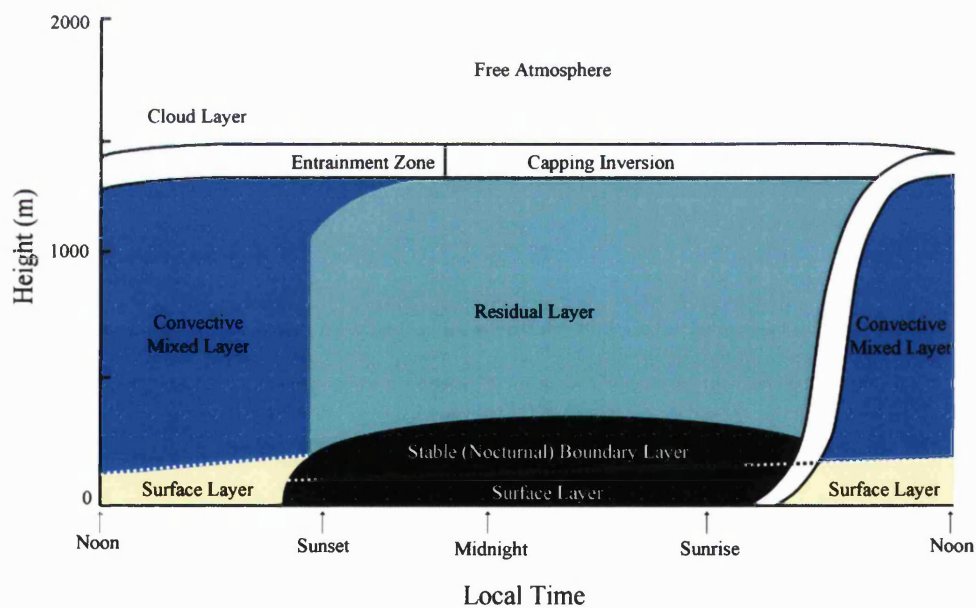 2000
Free Atmosphere
Cloud Layer
Entrainment Zone
Capping Inversion
1000
Height (m)
Residual Layer
Convective
Mixed Layer
Convective
Mixed Layer
Stable (Nocturnal) Boundary Layer
Surface Layer
Surface Layer
Surface Layer
0
Noon
Sunset
Midnight
Sunrise
Noon
Local Time